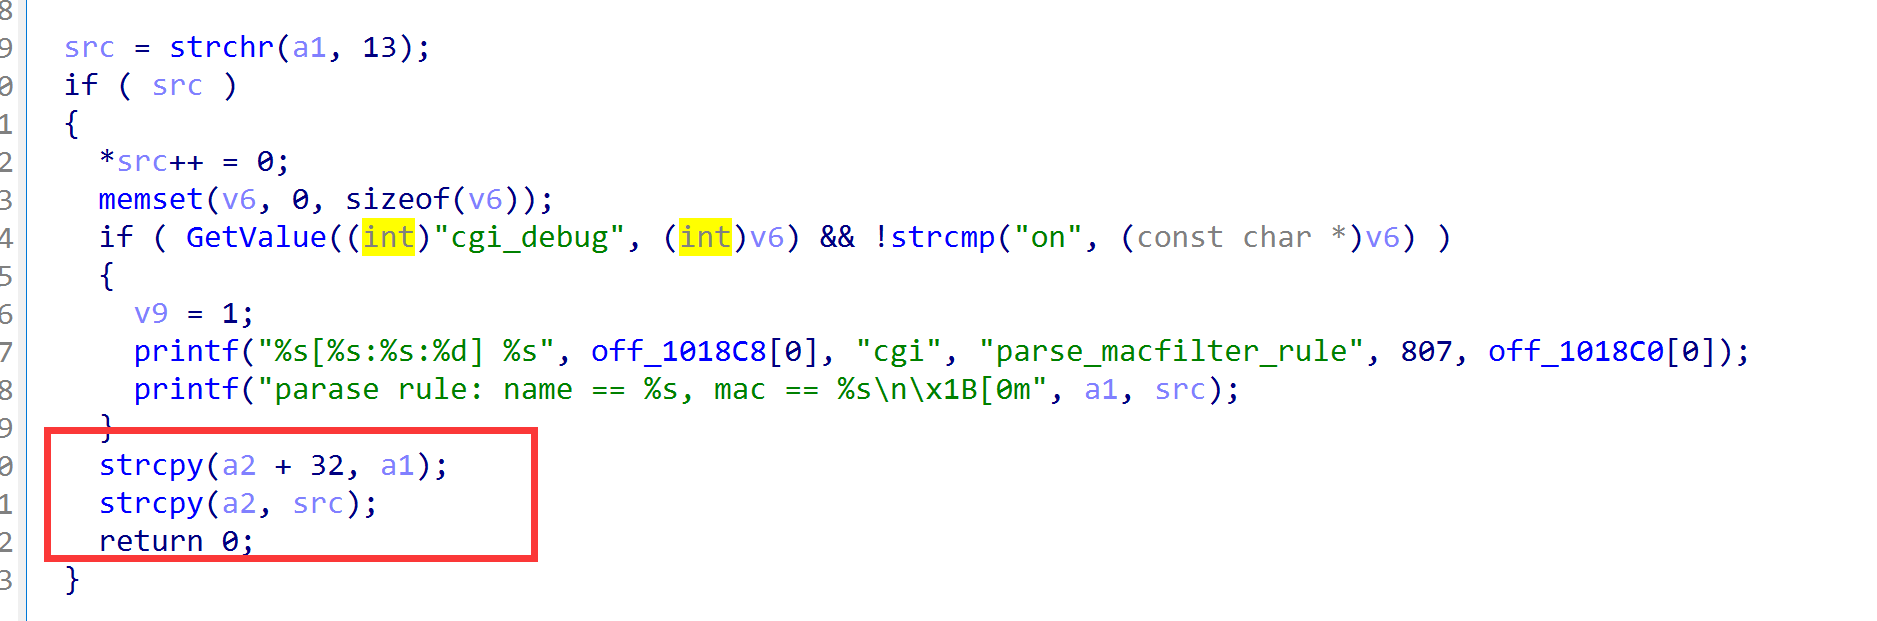 8
9 src = strchr(a1, 13);
0 if ( src )
1 {
2 *src++ = 0;
3 memset(v6, 0, sizeof(v6));
4 if ( GetValue((int)"cgi_debug", (int)v6) && !strcmp("on", (const char *)v6) )
5 {
6 v9 = 1;
7 printf("%s[%s:%s:%d] %s", off_1018C8[0], "cgi", "parse_macfilter_rule", 807, off_1018C0[0]);
8 printf("parase rule: name == %s, mac == %s\n\x1B[0m", a1, src);
9 }
0 strcpy(a2 + 32, a1);
1 strcpy(a2, src);
2 return 0;
3 }